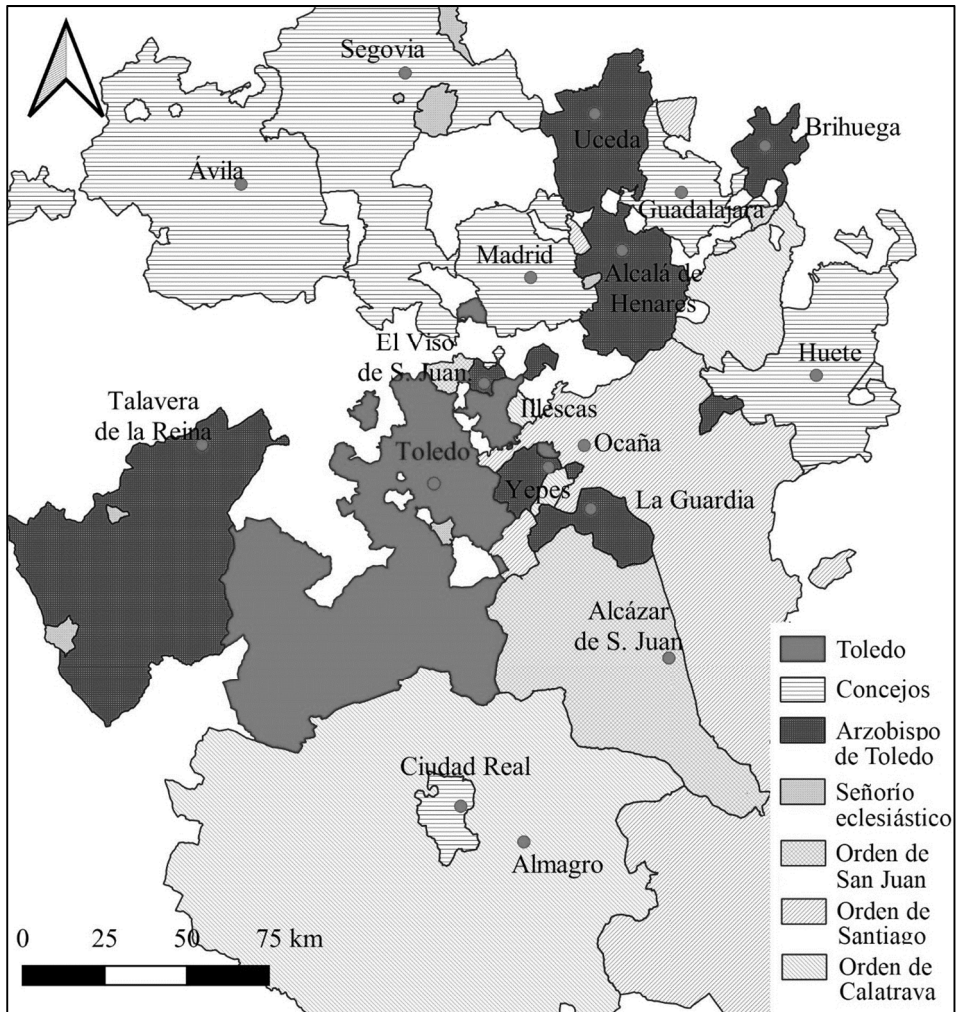 Segovia
Uceda
Brihuega
Ávila
Guadalajara
Madrid
Alcalá de
Henares
El Viso
de S. Juan
Huete
Talavera
de la Reina
Illescas
Ocaña
Toledo
Yepes
La Guardia
Alcázar
de S. Juan
Ciudad Real
Almagro
Toledo
Concejos
Arzobispo
de Toledo
Señorío
eclesiástico
Orden de
San Juan
Orden de
Santiago
Orden de
Calatrava
0 25 50 75 km